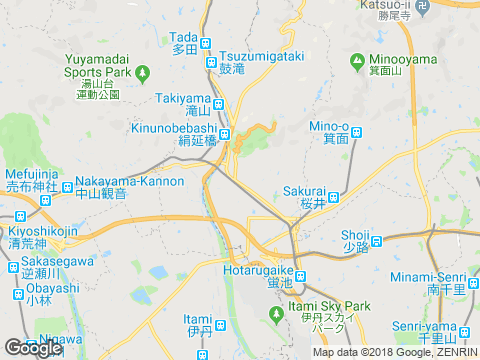 Katsuo-ji
勝尾寺
Tada
多田
Tsuzumigataki
鼓滝
Yuyamadai
Sports Park
湯山台
運動公園
Minooyama
箕面山
Takiyama
滝山
Kinunobebashi
絹延橋
Mino-o
箕面
Mefujinja
売布神社
Nakayama-Kannon
中山観音
Sakurai
桜井
Kiyoshikojin
清荒神
Shoji
少路
Sakasegawa
逆瀬川
Hotarugaike
蛍池
Minami-Senri
南千里
Obayashi
小林
Itami Sky Park
伊丹スカイ
パーク
Itami
伊丹
Senri-yama
千里山
Nigawa
Google
Map data ©2018 Google, ZENRIN